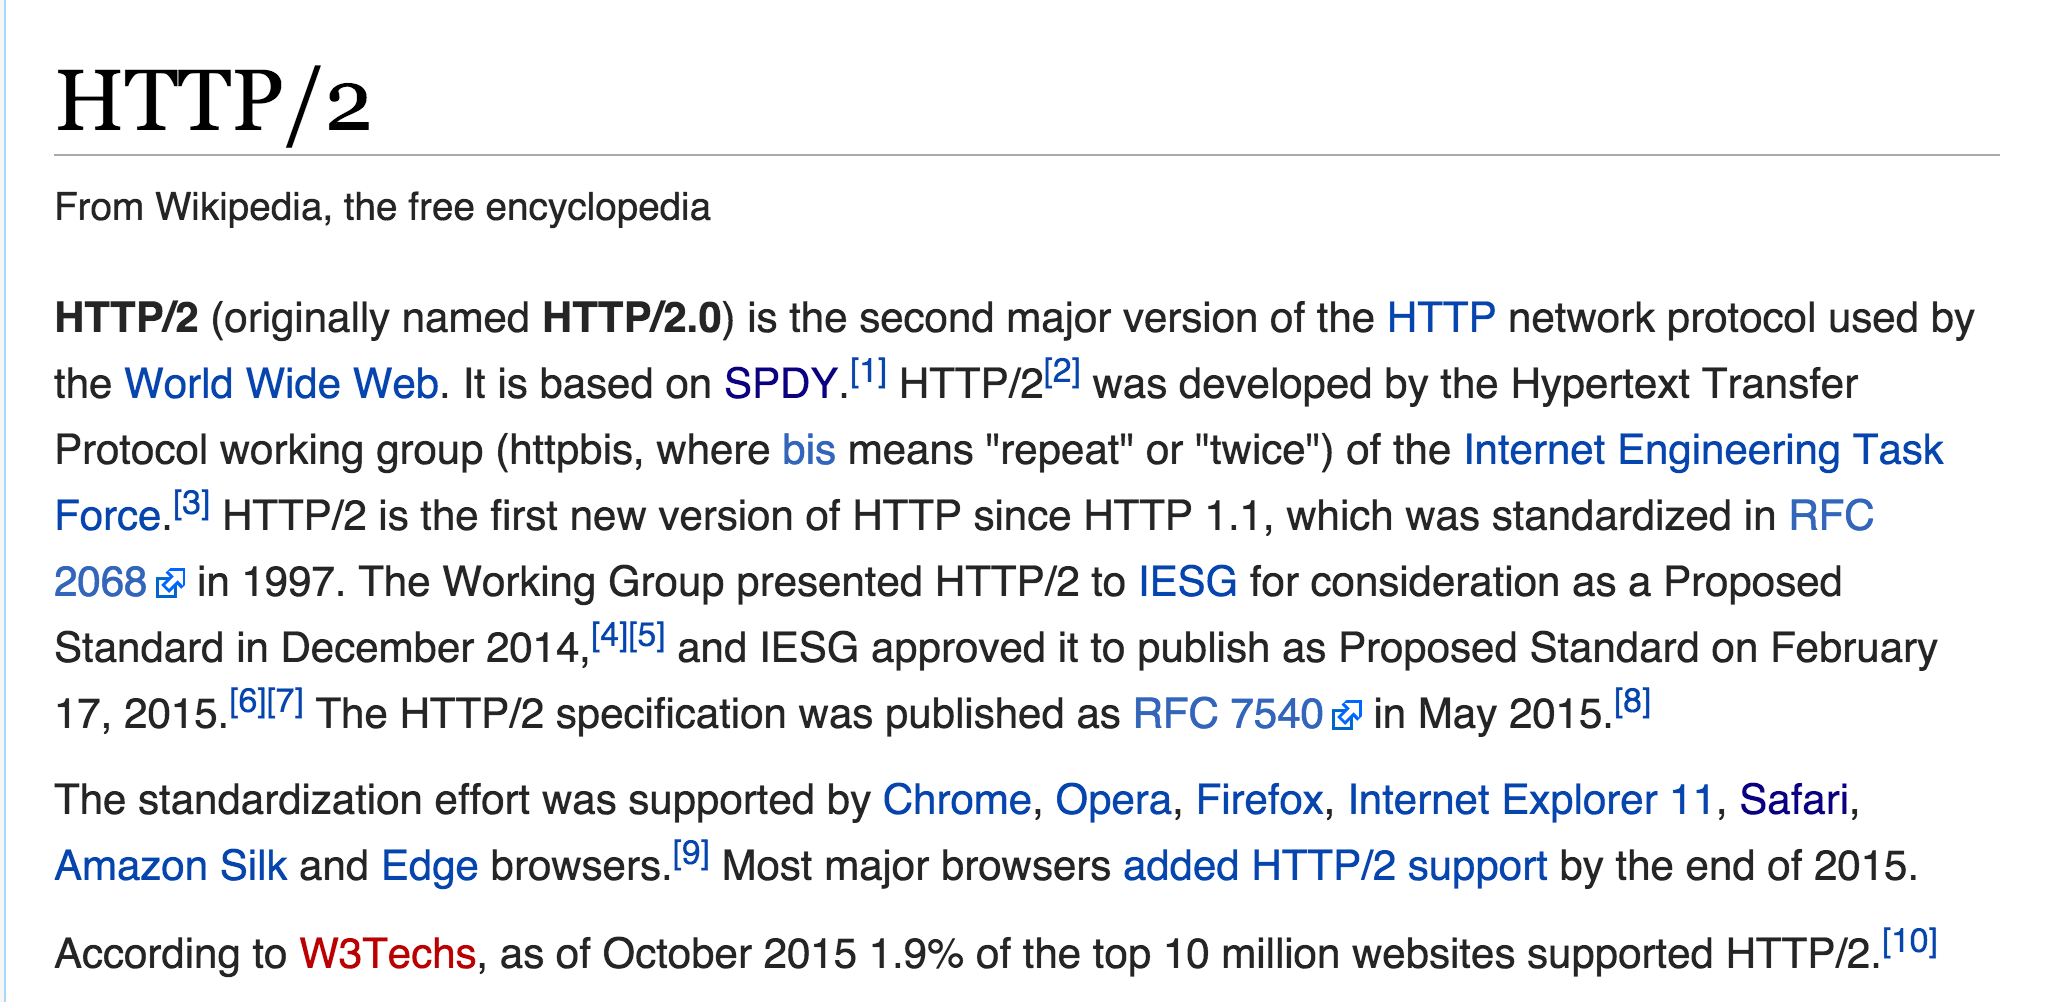 HTTP/2
From Wikipedia, the free encyclopedia
HTTP/2 (originally named HTTP/2.0) is the second major version of the HTTP network protocol used by
the World Wide Web. It is based on SPDY.[1] HTTP/2[2] was developed by the Hypertext Transfer
Protocol working group (httpbis, where bis means "repeat" or "twice") of the Internet Engineering Task
Force.[3] HTTP/2 is the first new version of HTTP since HTTP 1.1, which was standardized in RFC
2068 in 1997. The Working Group presented HTTP/2 to IESG for consideration as a Proposed
Standard in December 2014,[4][5] and IESG approved it to publish as Proposed Standard on February
17, 2015.[6][7] The HTTP/2 specification was published as RFC 7540 in May 2015.[8]
The standardization effort was supported by Chrome, Opera, Firefox, Internet Explorer 11, Safari,
Amazon Silk and Edge browsers.[9] Most major browsers added HTTP/2 support by the end of 2015.
According to W3Techs, as of October 2015 1.9% of the top 10 million websites supported HTTP/2.[10]